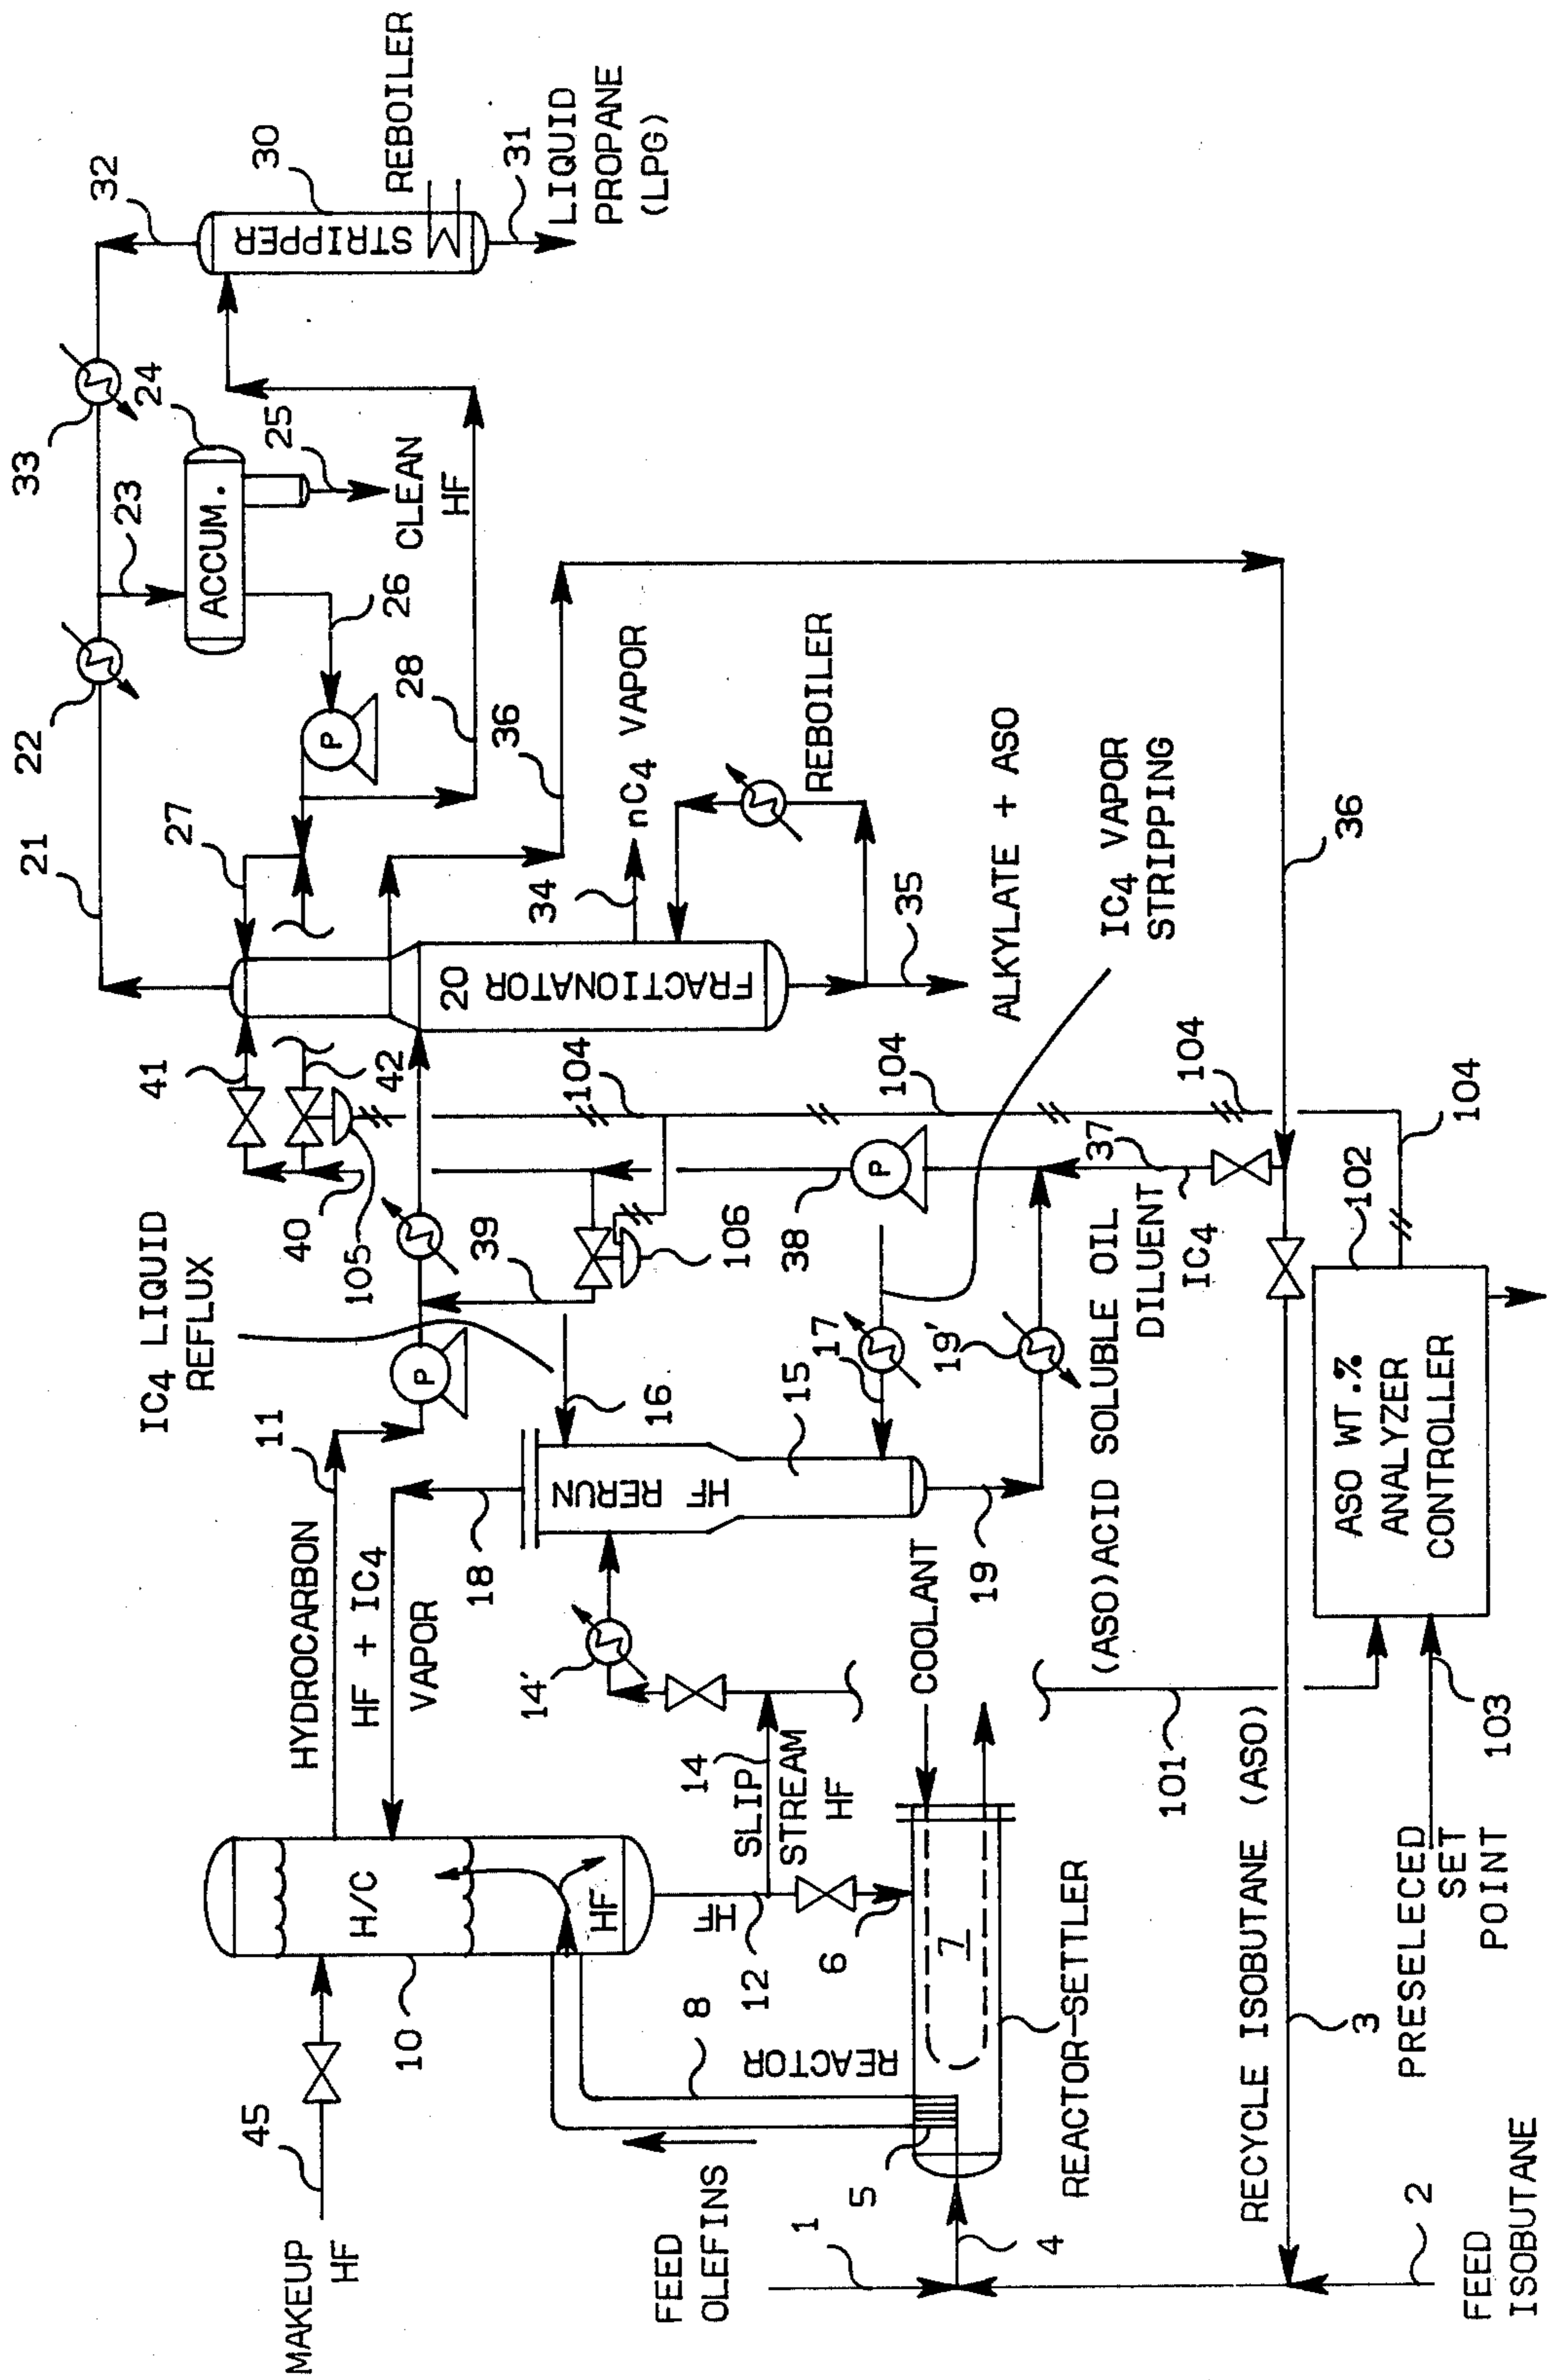 MAKEUP
HF
45
10
H/C
HF
HYDROCARBON
11
HF + IC4
VAPOR
18
IC4 LIQUID
REFLUX
40
105
41
42
39
106
16
HF RERUN
15
17
14'
14
SLIP
STREAM
HF
HF
12
6
8
REACTOR
5
7
COOLANT
REACTOR-SETTLER
FEED
OLEFINS
1
4
21
22
33
32
23
24
ACCUM.
25
CLEAN
HF
26
P
27
28
30
STRIPPER
REBOILER
31
LIQUID
PROPANE
(LPG)
20
FRACTIONATOR
34
nC4 VAPOR
36
REBOILER
35
ALKYLATE + ASO
IC4 VAPOR
STRIPPING
P
P
38
104
104
104
104
19
19'
(ASO)ACID SOLUBLE OIL
DILUENT
IC4
37
36
101
RECYCLE ISOBUTANE (ASO)
3
102
ASO WT.%
ANALYZER
CONTROLLER
103
PRESELECED
SET
POINT
2
FEED
ISOBUTANE